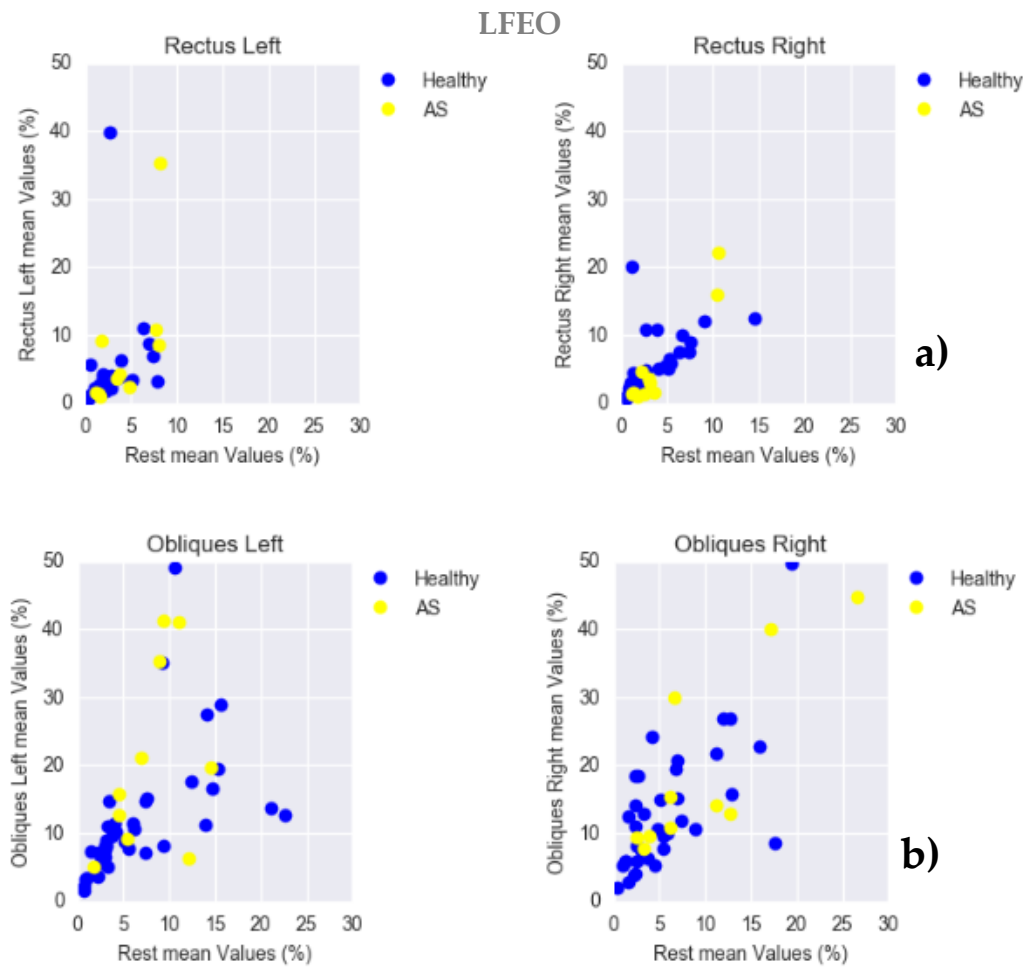 LFEO
Rectus Left
Rectus Left mean Values (%)
50
40
30
20
10
0
0 5 10 15 20 25 30
Rest mean Values (%)
Healthy
AS
Rectus Right
Rectus Right mean Values (%)
50
40
30
20
10
0
0 5 10 15 20 25 30
Rest mean Values (%)
Healthy
AS
a)
Obliques Left
Obliques Left mean Values (%)
50
40
30
20
10
0
0 5 10 15 20 25 30
Rest mean Values (%)
Healthy
AS
Obliques Right
Obliques Right mean Values (%)
50
40
30
20
10
0
0 5 10 15 20 25 30
Rest mean Values (%)
Healthy
AS
b)